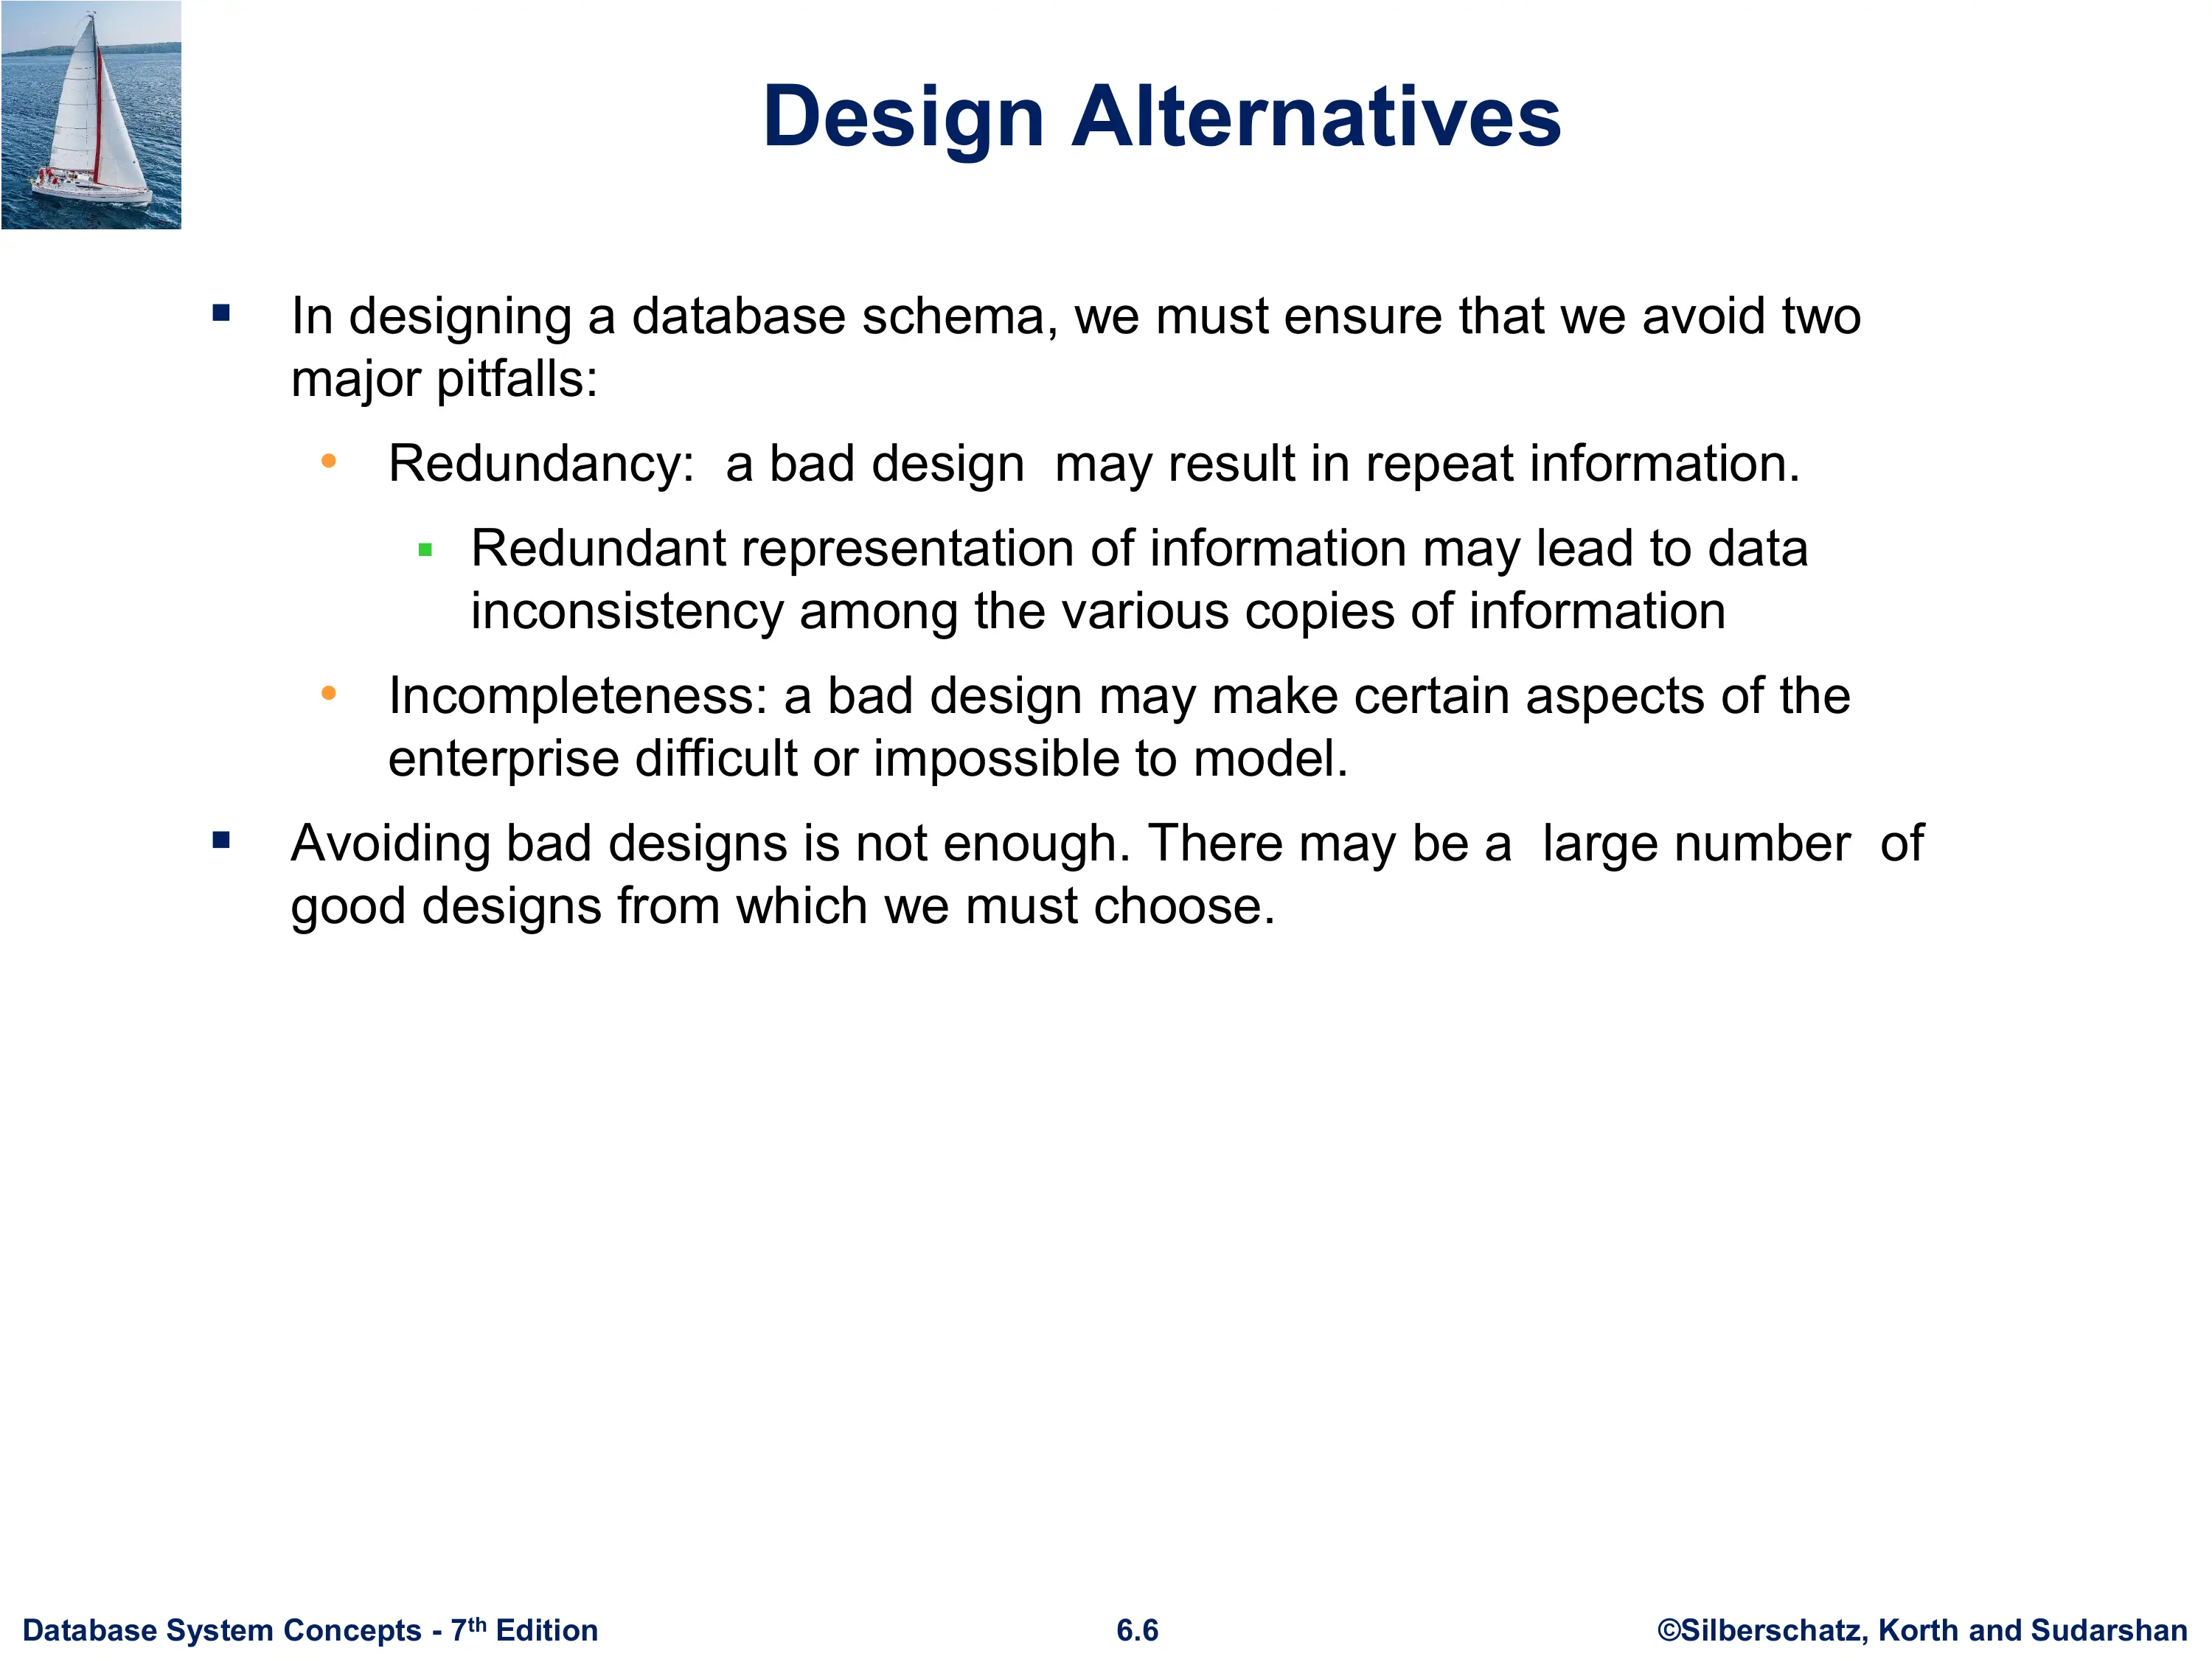 Design Alternatives
In designing a database schema, we must ensure that we avoid two
major pitfalls:
Redundancy:  a bad design  may result in repeat information.
Redundant representation of information may lead to data
inconsistency among the various copies of information
Incompleteness: a bad design may make certain aspects of the
enterprise difficult or impossible to model.
Avoiding bad designs is not enough. There may be a  large number  of
good designs from which we must choose.
Database System Concepts - 7th Edition
6.6
©Silberschatz, Korth and Sudarshan